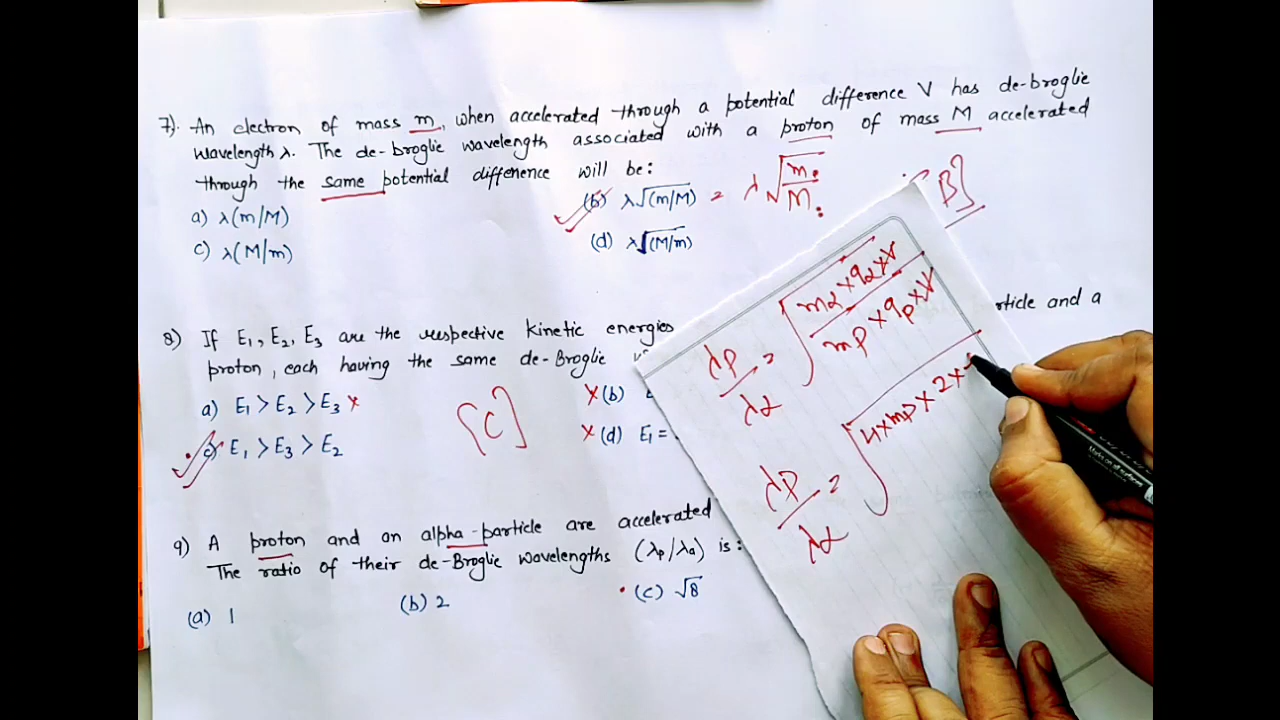 7). An electron of mass m, when accelerated through a potential difference V has de-broglie
wavelength λ. The de-broglie wavelength associated with a proton of mass M accelerated
through the same potential difference will be:
a) λ(m/M)
(b) λ√(m/M) = λ√m/M
[B]
c) λ(M/m)
(d) λ√(M/m)
8) If E₁, E₂, E₃ are the respective kinetic energies
rticle and a
proton, each having the same de-Broglie
a) E₁ > E₂ > E₃ x
x (b)
c) E₁ > E₃ > E₂
[C]
x (d) E₁ =
9) A proton and an alpha-particle are accelerated
The ratio of their de-Broglie wavelengths (λp/λa) is:
(a) 1
(b) 2
(c) √8
λp/λα = √mα×qα×V/mp×qp×V
λp/λα = √4×mp×2×